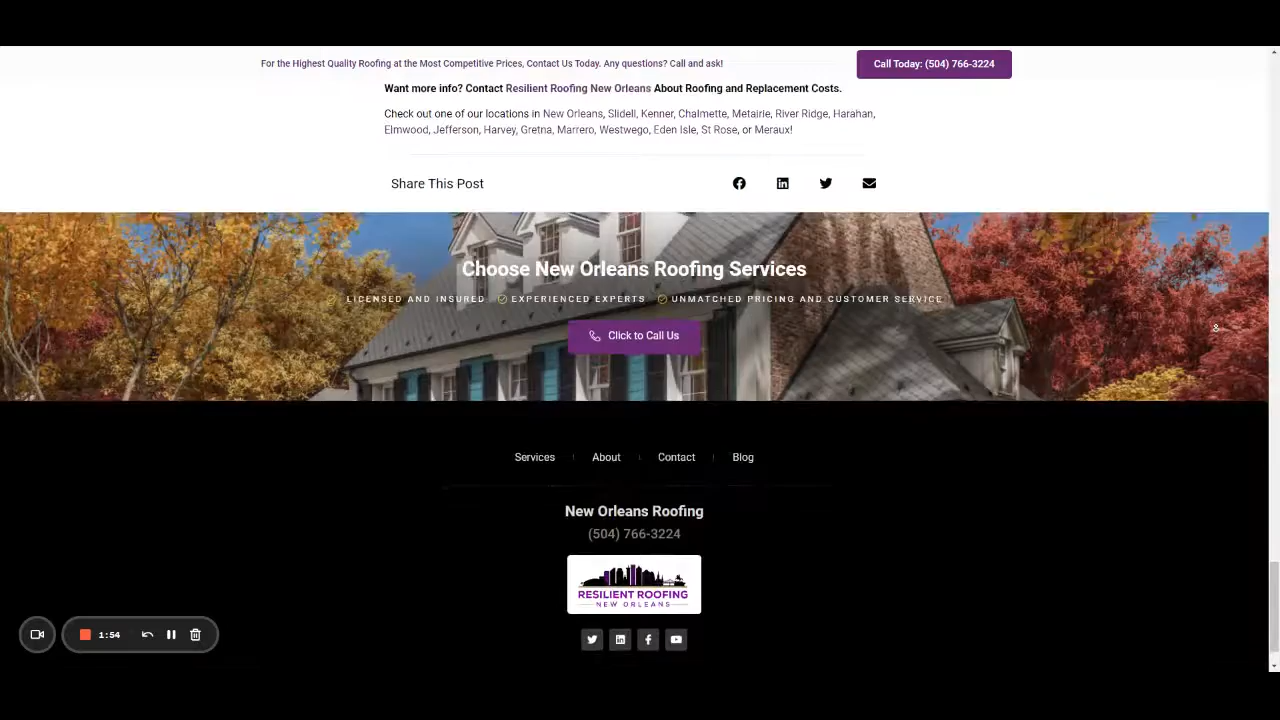 For the Highest Quality Roofing at the Most Competitive Prices, Contact Us Today. Any questions? Call and ask!
Call Today: (504) 766-3224
Want more info? Contact Resilient Roofing New Orleans About Roofing and Replacement Costs.
Check out one of our locations in New Orleans, Slidell, Kenner, Chalmette, Metairie, River Ridge, Harahan,
Elmwood, Jefferson, Harvey, Gretna, Marrero, Westwego, Eden Isle, St Rose, or Meraux!
Share This Post
Choose New Orleans Roofing Services
LICENSED AND INSURED EXPERIENCED EXPERTS UNMATCHED PRICING AND CUSTOMER SERVICE
Click to Call Us
Services About Contact Blog
New Orleans Roofing
(504) 766-3224
RESILIENT ROOFING
NEW ORLEANS
1:54